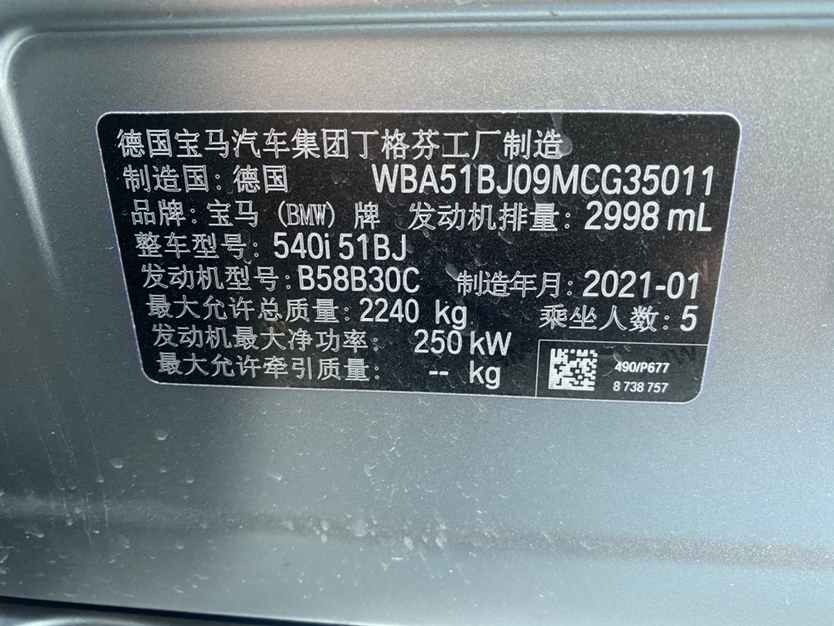 德国宝马汽车集团丁格芬工厂制造
制造国：德国 WBA51BJ09MCG35011
品牌：宝马（BMW）牌 发动机排量：2998 mL
整车型号：540i 51BJ
发动机型号：B58B30C 制造年月：2021-01
最大允许总质量：2240 kg 乘坐人数：5
发动机最大净功率： 250 kW
最大允许牵引质量： -- kg
490/P677
8 738 757